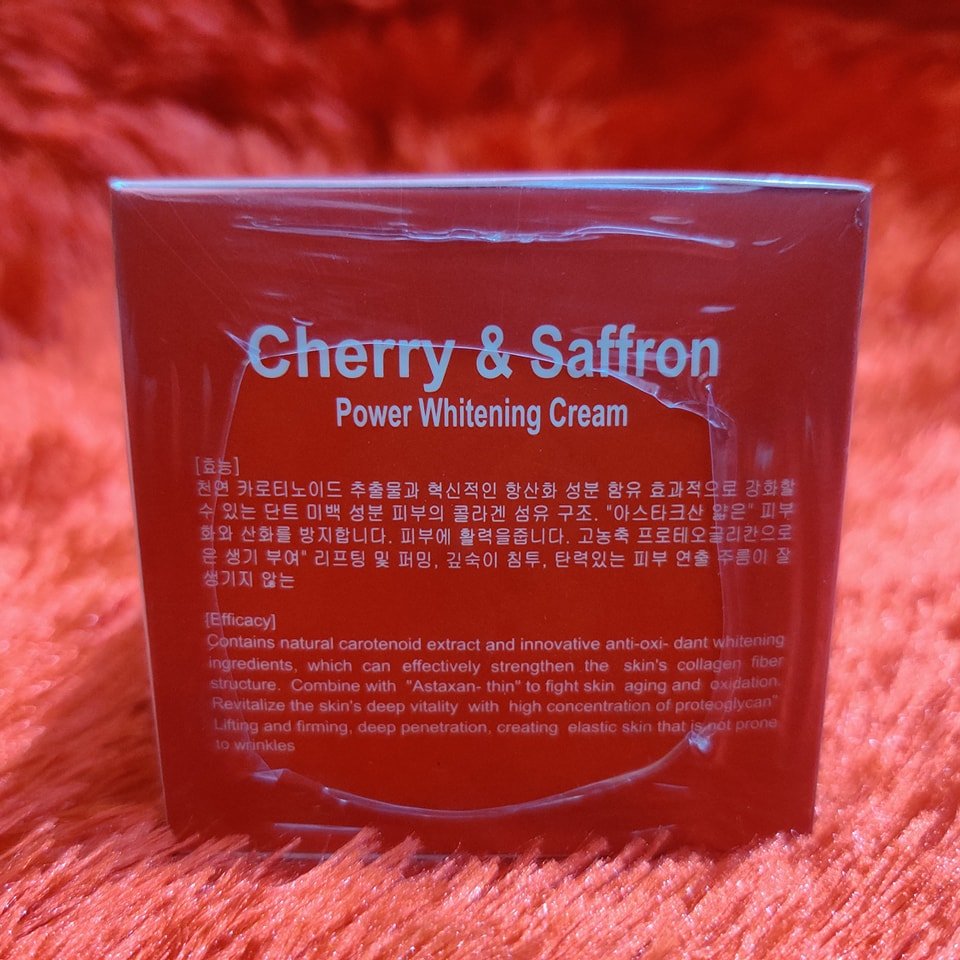 Cherry & Saffron
Power Whitening Cream
[효능]
천연 카로티노이드 추출물과 혁신적인 항산화 성분 함유 효과적으로 강화할
수 있는 단트 미백 성분 피부의 콜라겐 섬유 구조. "아스타크산 얇은" 피부
화와 산화를 방지합니다. 피부에 활력을줍니다. 고농축 프로테오글리칸으로
은 생기 부여" 리프팅 및 퍼밍, 깊숙이 침투, 탄력있는 피부 연출 주름이 잘
생기지 않는
[Efficacy]
Contains natural carotenoid extract and innovative anti-oxi- dant whitening
ingredients, which can effectively strengthen the skin's collagen fiber
structure. Combine with "Astaxan- thin" to fight skin aging and oxidation.
Revitalize the skin's deep vitality with high concentration of proteoglycan"
Lifting and firming, deep penetration, creating elastic skin that is not prone
to wrinkles